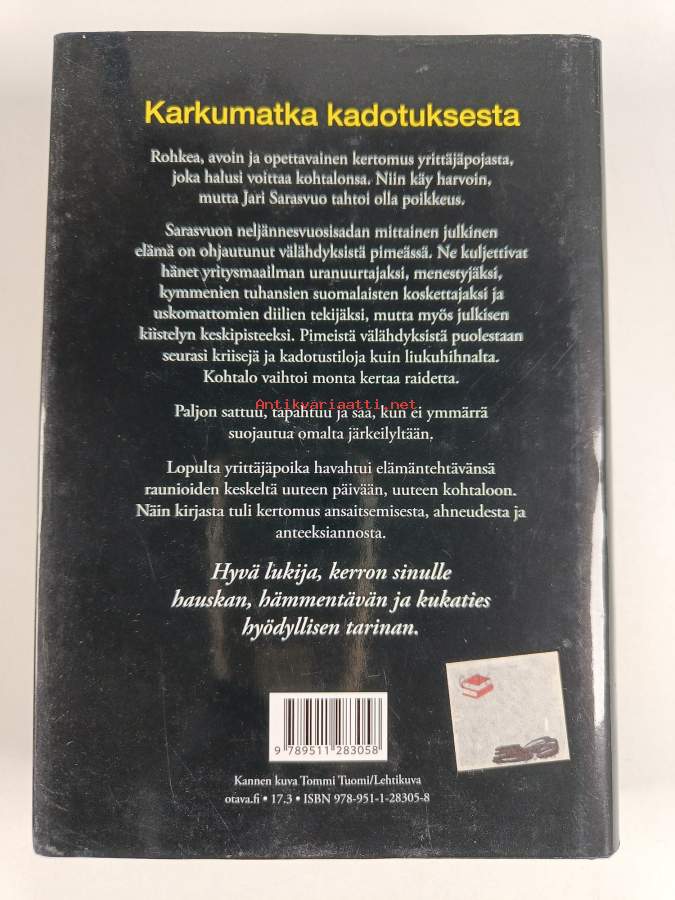 Karkumatka kadotuksesta
Rohkea, avoin ja opettavainen kertomus yrittäjäpojasta,
joka halusi voittaa kohtalonsa. Niin käy harvoin,
mutta Jari Sarasvuo tahtoi olla poikkeus.
Sarasvuon neljännesvuosisadan mittainen julkinen
elämä on ohjautunut välähdyksistä pimeässä. Ne kuljettivat
hänet yritysmaailman uranuurtajaksi, menestyjäksi,
kymmenien tuhansien suomalaisten koskettajaksi ja
uskomattomien diilien tekijäksi, mutta myös julkisen
kiistelyn keskipisteeksi. Pimeistä välähdyksistä puolestaan
seurasi kriisejä ja kadotustiloja kuin liukuhihnalta.
Kohtalo vaihtoi monta kertaa raidetta.
Antikvariaatti.net
Paljon sattuu, tapahtuu ja saa, kun ei ymmärrä
suojautua omalta järkeilyltään.
Lopulta yrittäjäpoika havahtui elämäntehtävänsä
raunioiden keskeltä uuteen päivään, uuteen kohtaloon.
Näin kirjasta tuli kertomus ansaitsemisesta, ahneudesta ja
anteeksiannosta.
Hyvä lukija, kerron sinulle
hauskan, hämmentävän ja kukaties
hyödyllisen tarinan.
9 789511 283058
Kannen kuva Tommi Tuomi/Lehtikuva
otava.fi • 17.3 • ISBN 978-951-1-28305-8